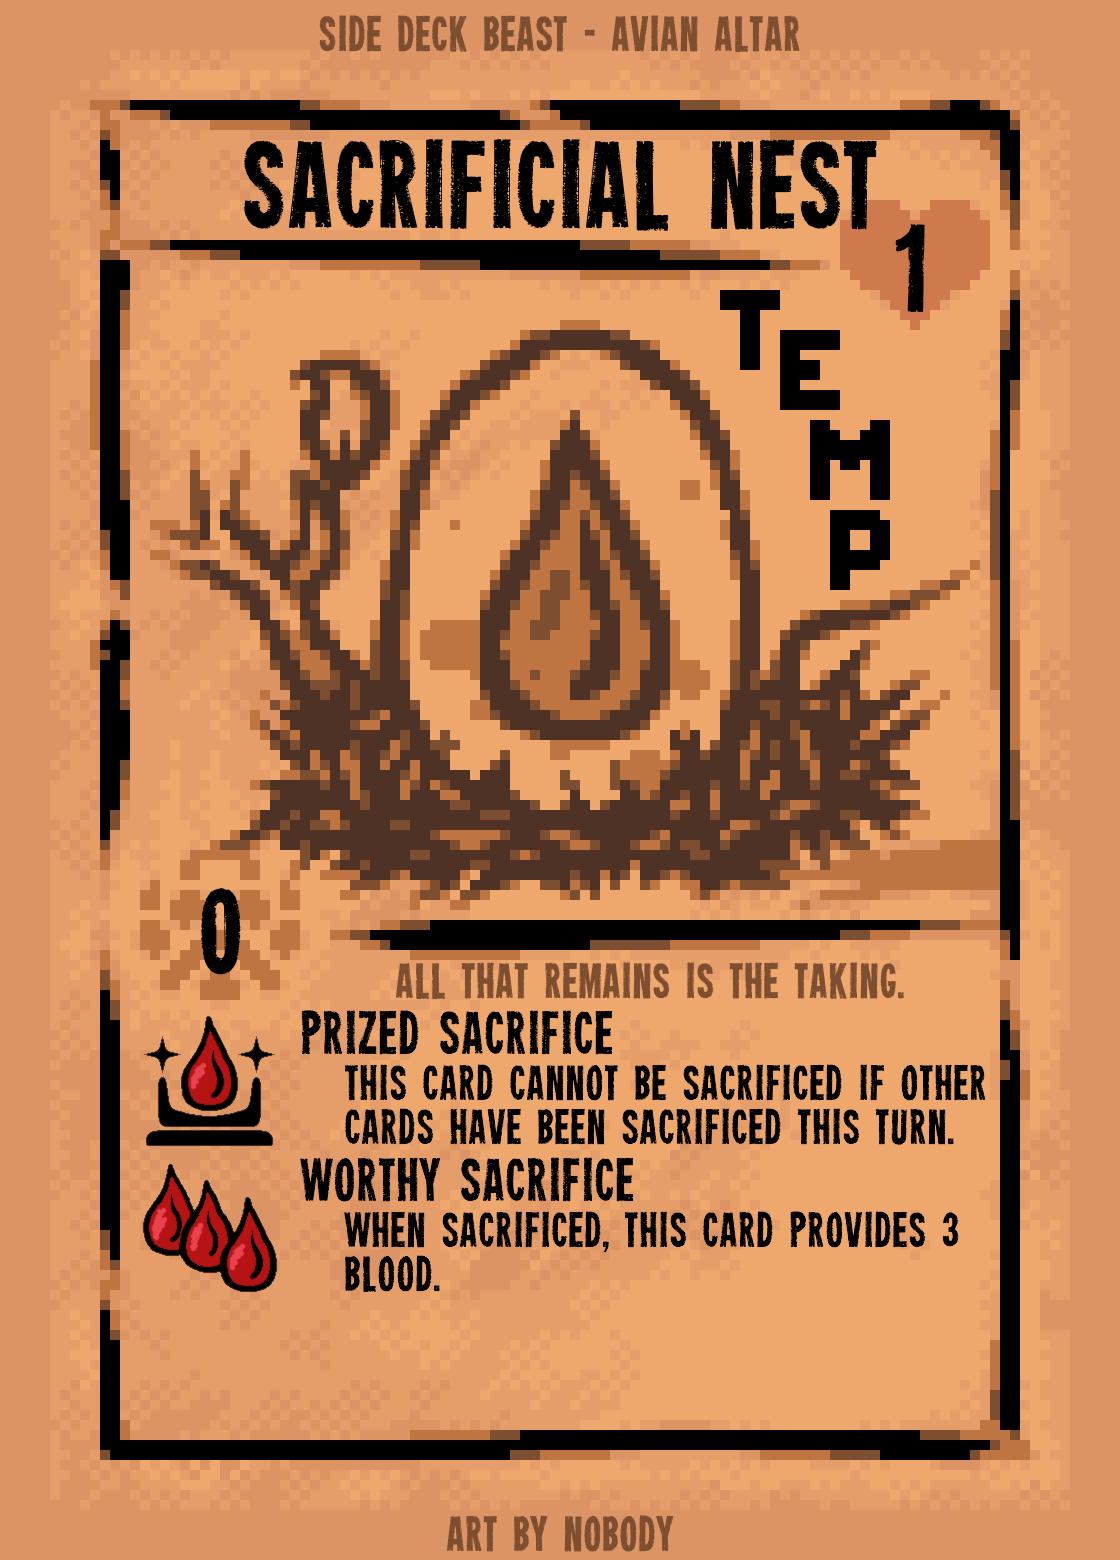 SIDE DECK BEAST - AVIAN ALTAR
SACRIFICIAL NEST
1
TEMP
0
ALL THAT REMAINS IS THE TAKING.
PRIZED SACRIFICE
THIS CARD CANNOT BE SACRIFICED IF OTHER
CARDS HAVE BEEN SACRIFICED THIS TURN.
WORTHY SACRIFICE
WHEN SACRIFICED, THIS CARD PROVIDES 3
BLOOD.
ART BY NOBODY